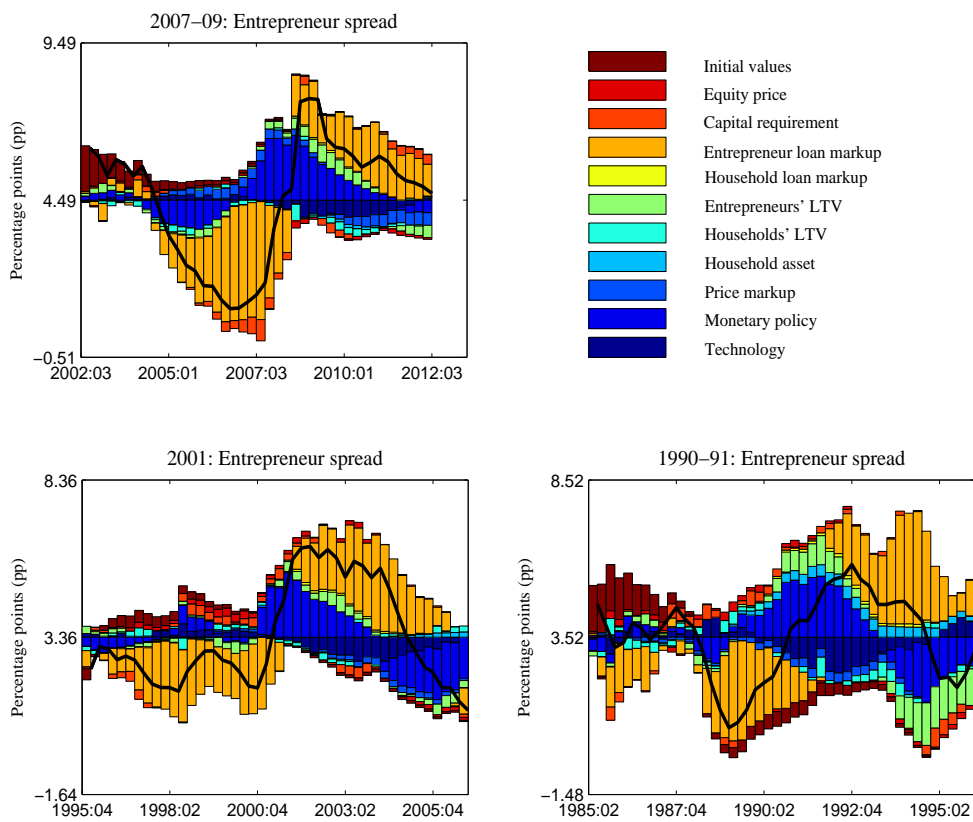 2007–09: Entrepreneur spread
9.49
4.49
−0.51
Percentage points (pp)
2002:03 2005:01 2007:03 2010:01 2012:03
Initial values
Equity price
Capital requirement
Entrepreneur loan markup
Household loan markup
Entrepreneurs' LTV
Households' LTV
Household asset
Price markup
Monetary policy
Technology
2001: Entrepreneur spread
8.36
3.36
−1.64
Percentage points (pp)
1995:04 1998:02 2000:04 2003:02 2005:04
1990–91: Entrepreneur spread
8.52
3.52
−1.48
Percentage points (pp)
1985:02 1987:04 1990:02 1992:04 1995:02